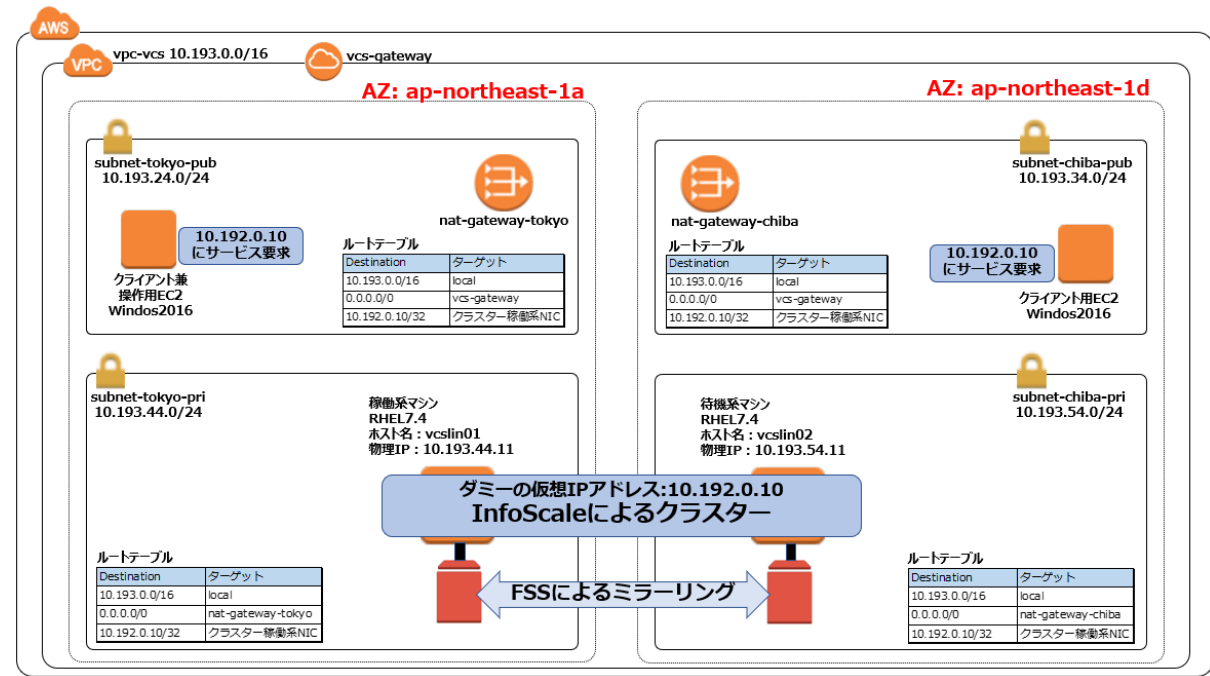 AWS
VPC
vpc-vcs 10.193.0.0/16
vcs-gateway
AZ: ap-northeast-1a
subnet-tokyo-pub
10.193.24.0/24
nat-gateway-tokyo
10.192.0.10
にサービス要求
クライアント兼
操作用EC2
Windos2016
ルートテーブル
Destination ターゲット
10.193.0.0/16 local
0.0.0.0/0 vcs-gateway
10.192.0.10/32 クラスター稼働系NIC
AZ: ap-northeast-1d
subnet-chiba-pub
10.193.34.0/24
nat-gateway-chiba
ルートテーブル
Destination ターゲット
10.193.0.0/16 local
0.0.0.0/0 vcs-gateway
10.192.0.10/32 クラスター稼働系NIC
10.192.0.10
にサービス要求
クライアント用EC2
Windos2016
subnet-tokyo-pri
10.193.44.0/24
稼働系マシン
RHEL7.4
ホスト名：vcslin01
物理IP：10.193.44.11
待機系マシン
RHEL7.4
ホスト名：vcslin02
物理IP：10.193.54.11
subnet-chiba-pri
10.193.54.0/24
ダミーの仮想IPアドレス:10.192.0.10
InfoScaleによるクラスター
FSSによるミラーリング
ルートテーブル
Destination ターゲット
10.193.0.0/16 local
0.0.0.0/0 nat-gateway-tokyo
10.192.0.10/32 クラスター稼働系NIC
ルートテーブル
Destination ターゲット
10.193.0.0/16 local
0.0.0.0/0 nat-gateway-chiba
10.192.0.10/32 クラスター稼働系NIC